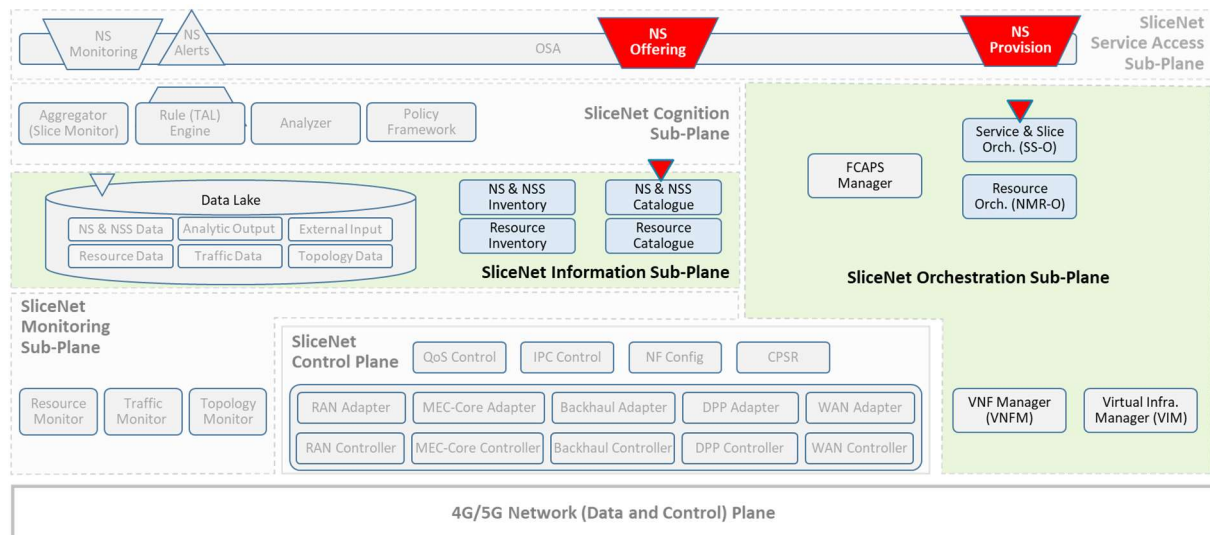 NS
Monitoring
NS
Alerts
OSA
NS
Offering
NS
Provision
SliceNet
Service Access
Sub-Plane
Aggregator
(Slice Monitor)
Rule (TAL)
Engine
Analyzer
Policy
Framework
SliceNet Cognition
Sub-Plane
FCAPS
Manager
Service & Slice
Orch. (SS-O)
Resource
Orch. (NMR-O)
SliceNet Orchestration Sub-Plane
Data Lake
NS & NSS Data
Analytic Output
External Input
Resource Data
Traffic Data
Topology Data
NS & NSS
Inventory
NS & NSS
Catalogue
Resource
Inventory
Resource
Catalogue
SliceNet Information Sub-Plane
SliceNet
Monitoring
Sub-Plane
Resource
Monitor
Traffic
Monitor
Topology
Monitor
SliceNet
Control Plane
QoS Control
IPC Control
NF Config
CPSR
RAN Adapter
MEC-Core Adapter
Backhaul Adapter
DPP Adapter
WAN Adapter
RAN Controller
MEC-Core Controller
Backhaul Controller
DPP Controller
WAN Controller
VNF Manager
(VNFM)
Virtual Infra.
Manager (VIM)
4G/5G Network (Data and Control) Plane